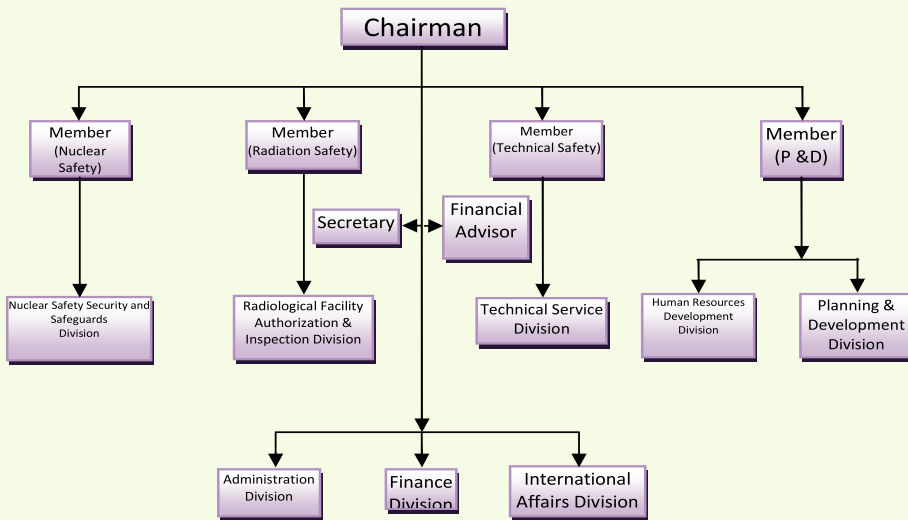 Chairman
Member
(Nuclear
Safety)
Member
(Radiation Safety)
Member
(Technical Safety)
Member
(P &D)
Secretary
Financial
Advisor
Nuclear Safety Security and
Safeguards
Division
Radiological Facility
Authorization &
Inspection Division
Technical Service
Division
Human Resources
Development
Division
Planning &
Development
Division
Administration
Division
Finance
Division
International
Affairs Division